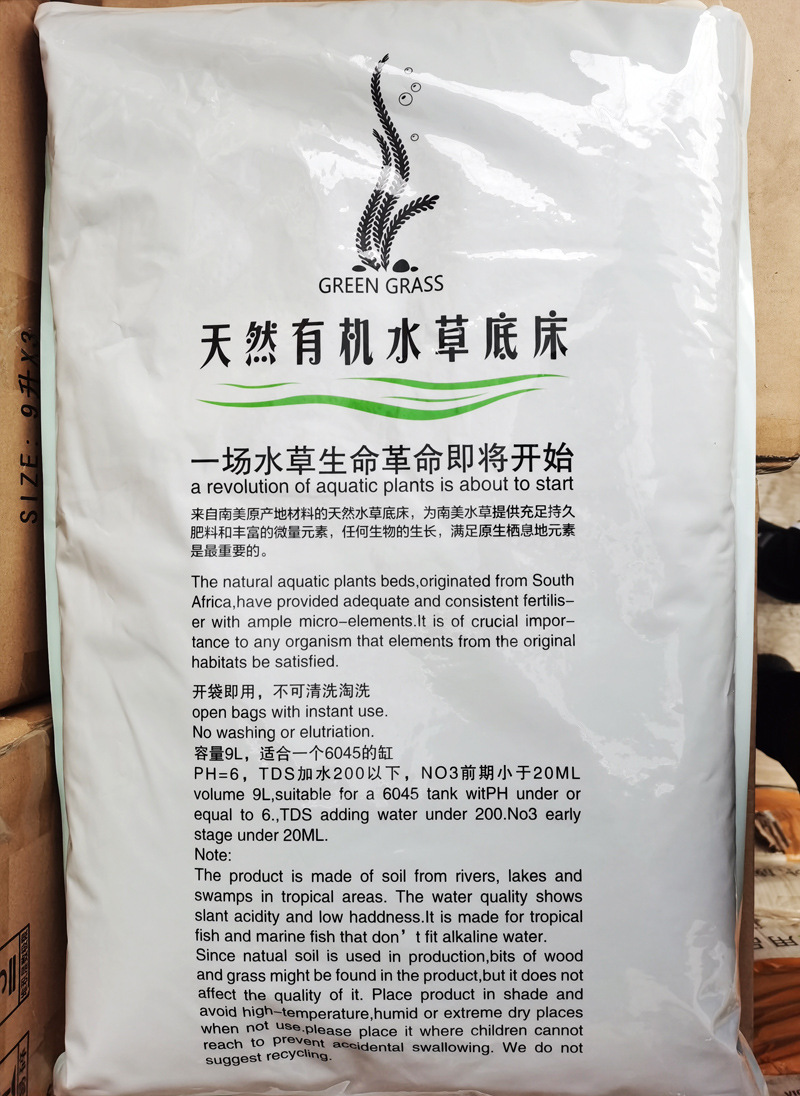 GREEN GRASS
天然有机水草底床
一场水草生命革命即将开始
a revolution of aquatic plants is about to start
来自南美原产地材料的天然水草底床，为南美水草提供充足持久
肥料和丰富的微量元素，任何生物的生长，满足原生栖息地元素
是最重要的。
The natural aquatic plants beds,originated from South
Africa,have provided adequate and consistent fertilis-
er with ample micro-elements.It is of crucial impor-
tance to any organism that elements from the original
habitats be satisfied.
开袋即用，不可清洗淘洗
open bags with instant use.
No washing or elutriation.
容量9L，适合一个6045的缸
PH=6，TDS加水200以下，NO3前期小于20ML
volume 9L,suitable for a 6045 tank witPH under or
equal to 6.,TDS adding water under 200.No3 early
stage under 20ML.
Note:
The product is made of soil from rivers, lakes and
swamps in tropical areas. The water quality shows
slant acidity and low haddness.It is made for tropical
fish and marine fish that don't fit alkaline water.
Since natual soil is used in production,bits of wood
and grass might be found in the product,but it does not
affect the quality of it. Place product in shade and
avoid high-temperature,humid or extreme dry places
when not use.please place it where children cannot
reach to prevent accidental swallowing. We do not
suggest recycling.
SIZE: 9升X3